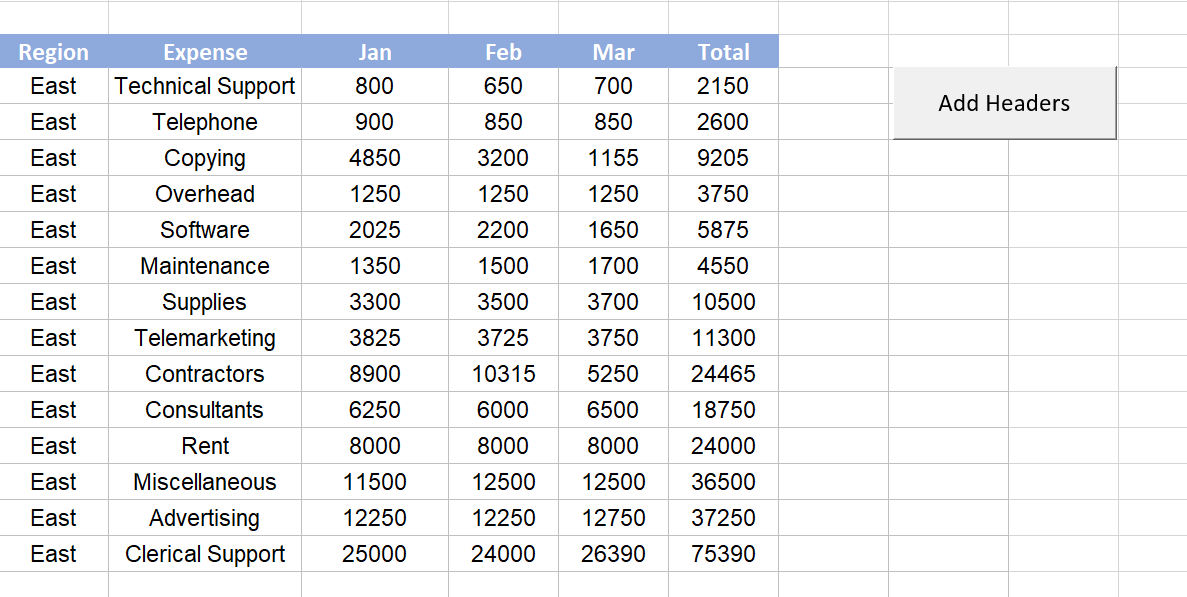 Region Expense Jan Feb Mar Total
East Technical Support 800 650 700 2150
Add Headers
East Telephone 900 850 850 2600
East Copying 4850 3200 1155 9205
East Overhead 1250 1250 1250 3750
East Software 2025 2200 1650 5875
East Maintenance 1350 1500 1700 4550
East Supplies 3300 3500 3700 10500
East Telemarketing 3825 3725 3750 11300
East Contractors 8900 10315 5250 24465
East Consultants 6250 6000 6500 18750
East Rent 8000 8000 8000 24000
East Miscellaneous 11500 12500 12500 36500
East Advertising 12250 12250 12750 37250
East Clerical Support 25000 24000 26390 75390